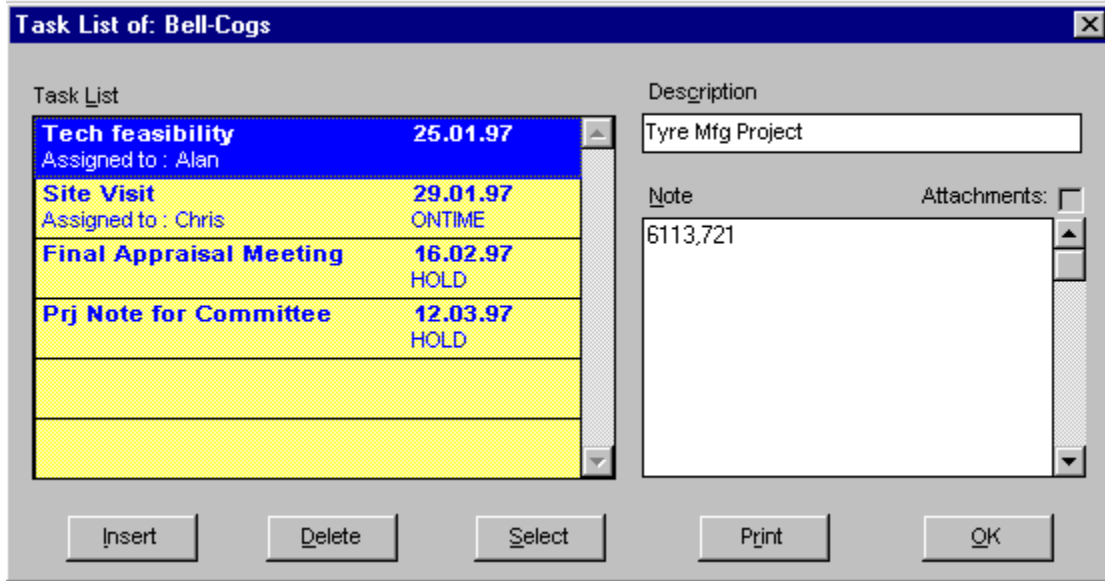 Task List of: Bell-Cogs
Task List
Tech feasibility 25.01.97
Assigned to : Alan
Site Visit 29.01.97
Assigned to : Chris ONTIME
Final Appraisal Meeting 16.02.97
HOLD
Prj Note for Committee 12.03.97
HOLD
Description
Tyre Mfg Project
Note Attachments:
6113,721
Insert Delete Select Print OK